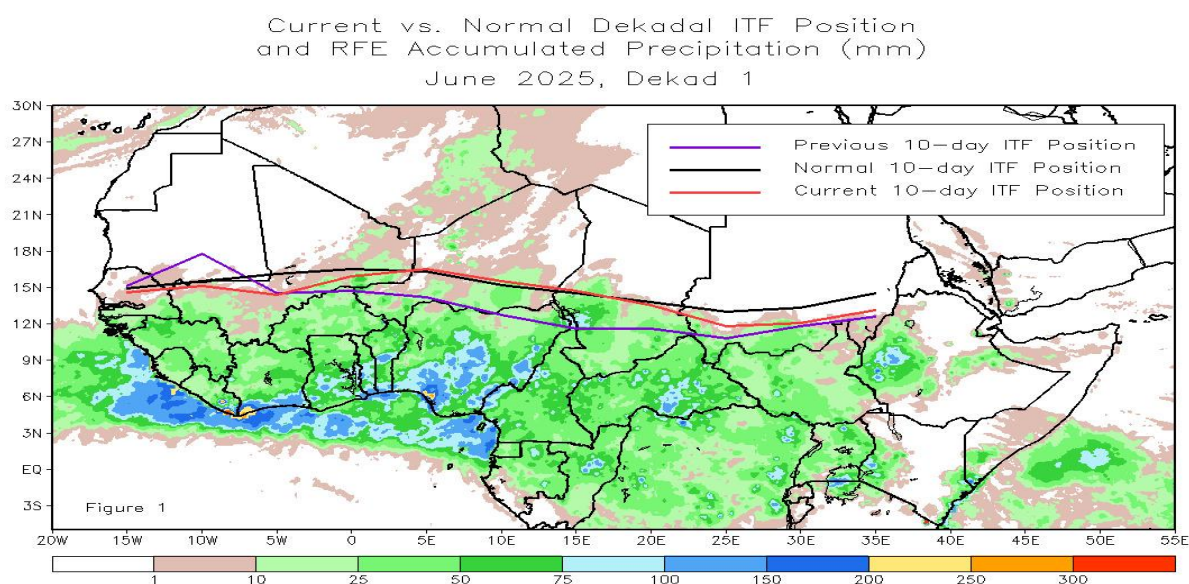 Current vs. Normal Dekadal ITF Position
and RFE Accumulated Precipitation (mm)
June 2025, Dekad 1
30N
27N
24N
21N
18N
15N
12N
9N
6N
3N
EQ
3S
Previous 10-day ITF Position
Normal 10-day ITF Position
Current 10-day ITF Position
Figure 1
20W 15W 10W 5W 0 5E 10E 15E 20E 25E 30E 35E 40E 45E 50E 55E
1 10 25 50 75 100 150 200 250 300